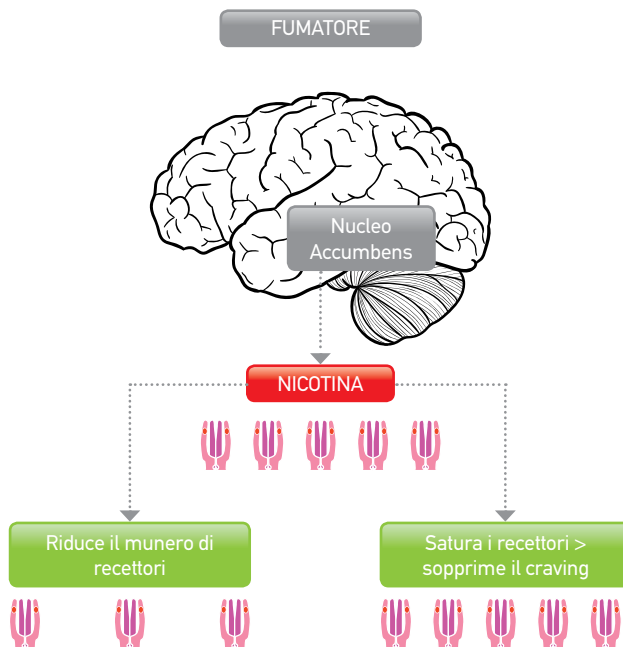 FUMATORE
Nucleo
Accumbens
NICOTINA
Riduce il munero di
recettori
Satura i recettori >
sopprime il craving